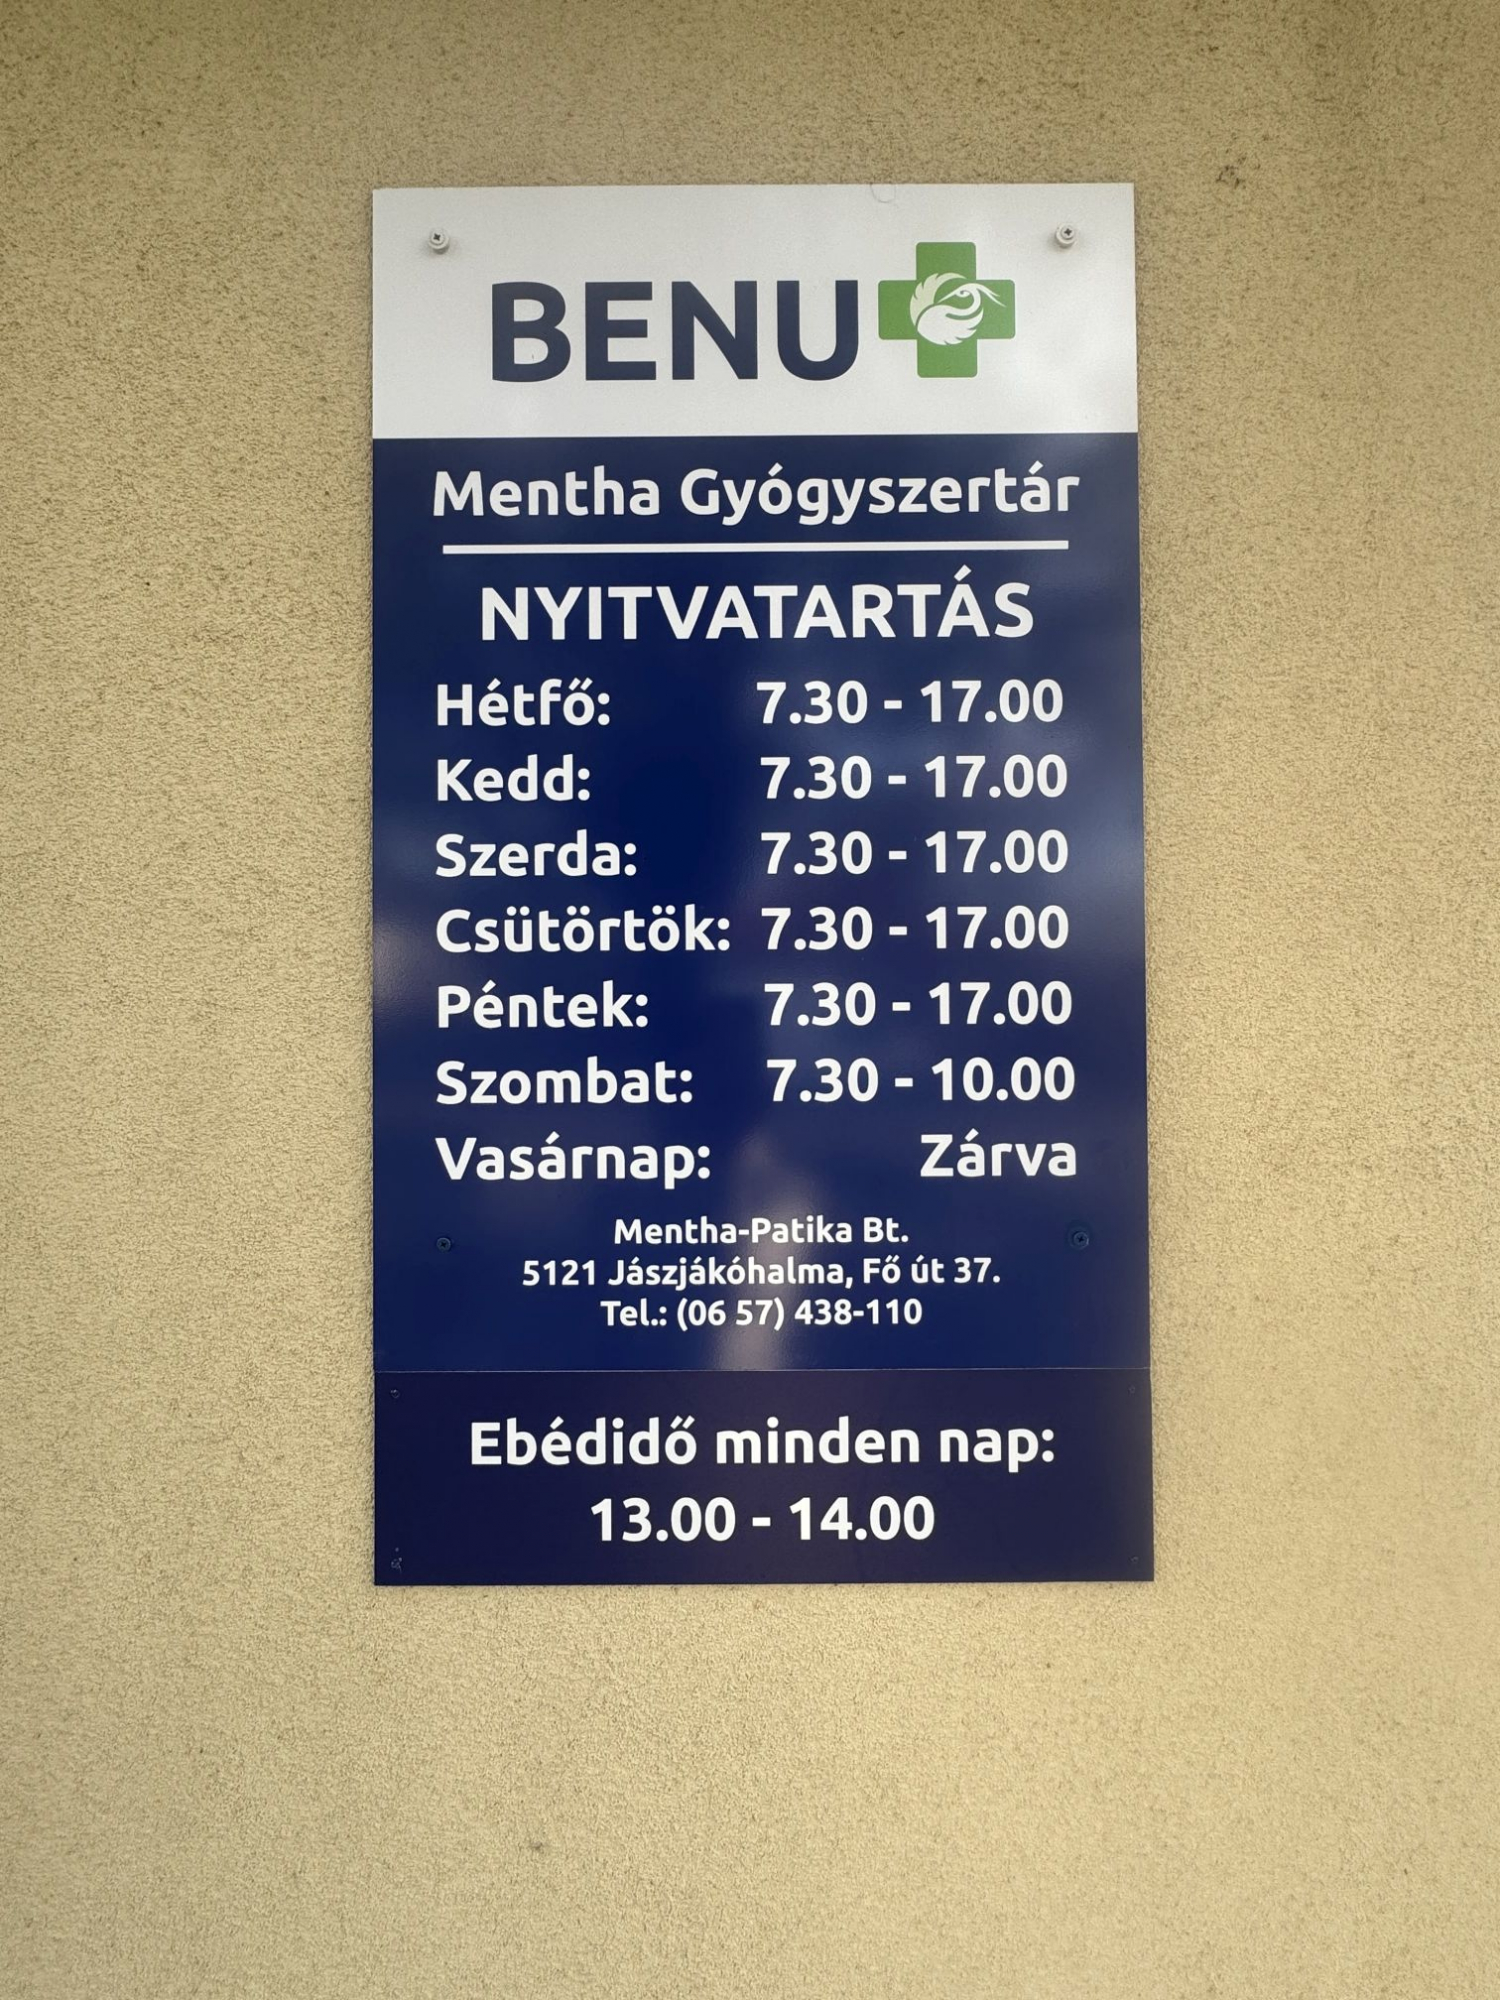 BENU
Mentha Gyógyszertár
NYITVATARTÁS
Hétfő: 7.30 - 17.00
Kedd: 7.30 - 17.00
Szerda: 7.30 - 17.00
Csütörtök: 7.30 - 17.00
Péntek: 7.30 - 17.00
Szombat: 7.30 - 10.00
Vasárnap: Zárva
Mentha-Patika Bt.
5121 Jászjákóhalma, Fő út 37.
Tel.: (06 57) 438-110
Ebédidő minden nap:
13.00 - 14.00